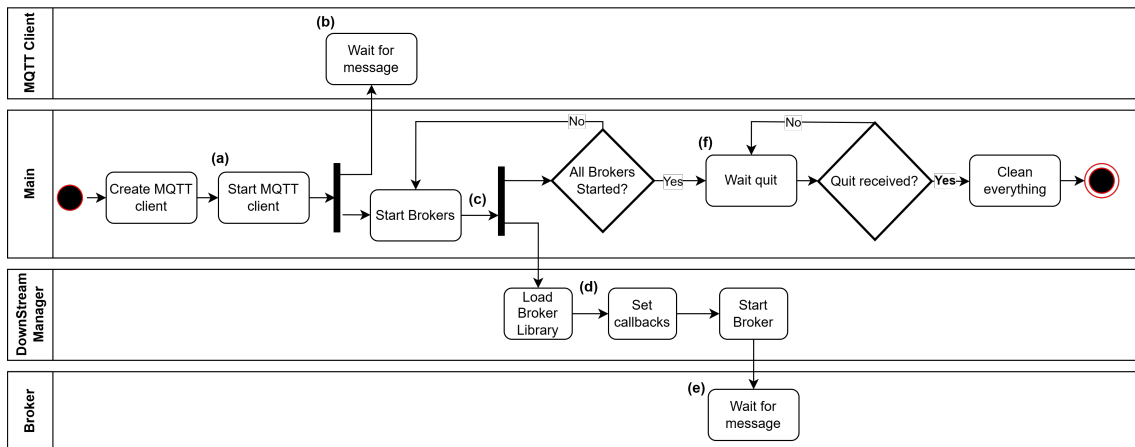 MQTT Client
(b)
Wait for
message
Main
(a)
Create MQTT
client
Start MQTT
client
Start Brokers
(c)
No
All Brokers
Started?
Yes
(f)
Wait quit
No
Quit received?
Yes
Clean
everything
DownStream
Manager
Load
Broker
Library
(d)
Set
callbacks
Start
Broker
Broker
(e)
Wait for
message